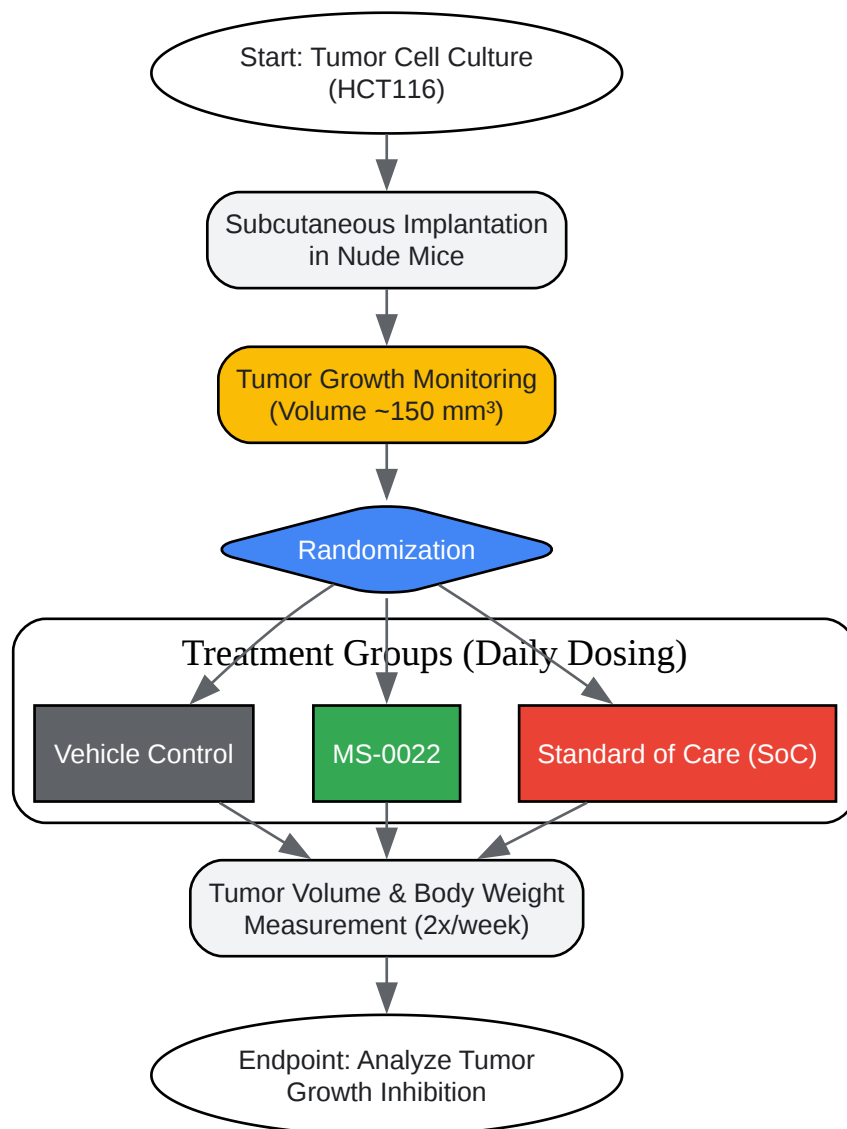 Start: Tumor Cell Culture
(HCT116)
Subcutaneous Implantation
in Nude Mice
Tumor Growth Monitoring
(Volume ~150 mm³)
Randomization
Treatment Groups (Daily Dosing)
Vehicle Control
MS-0022
Standard of Care (SoC)
Tumor Volume & Body Weight
Measurement (2x/week)
Endpoint: Analyze Tumor
Growth Inhibition